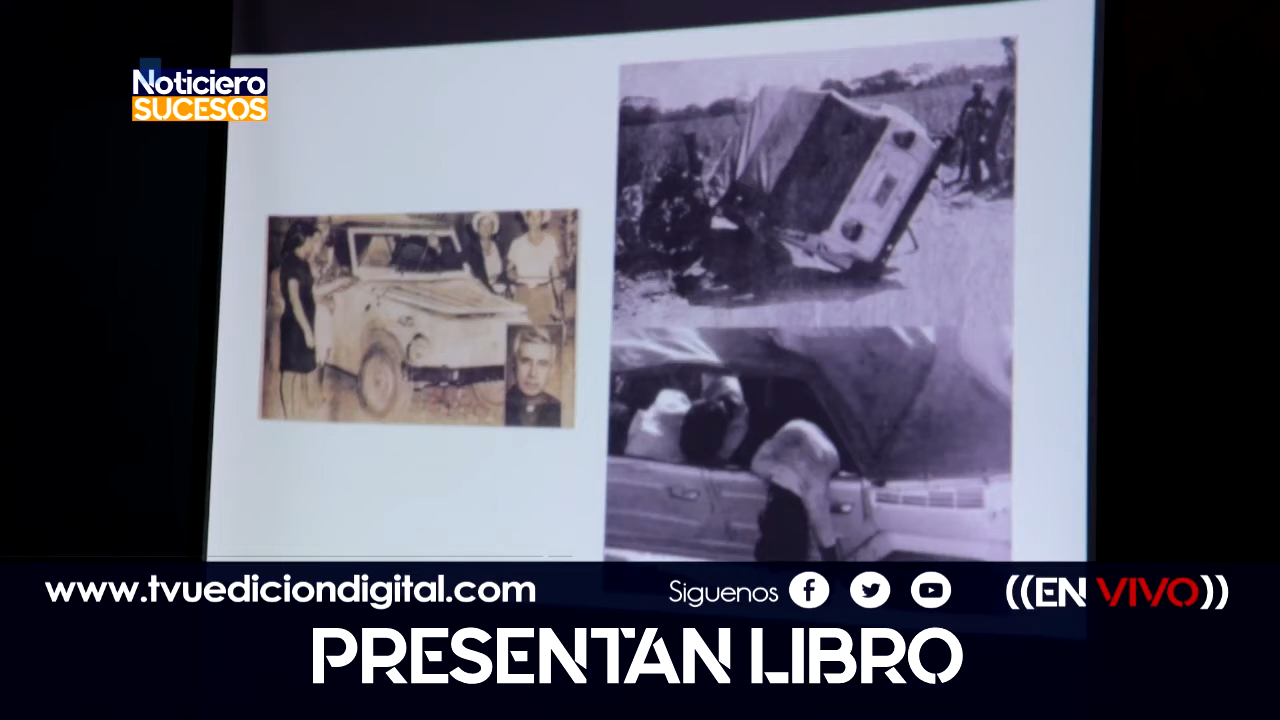 Noticiero
SUCESOS
www.tvuediciondigital.com
Siguenos
((EN VIVO))
PRESENTAN LIBRO